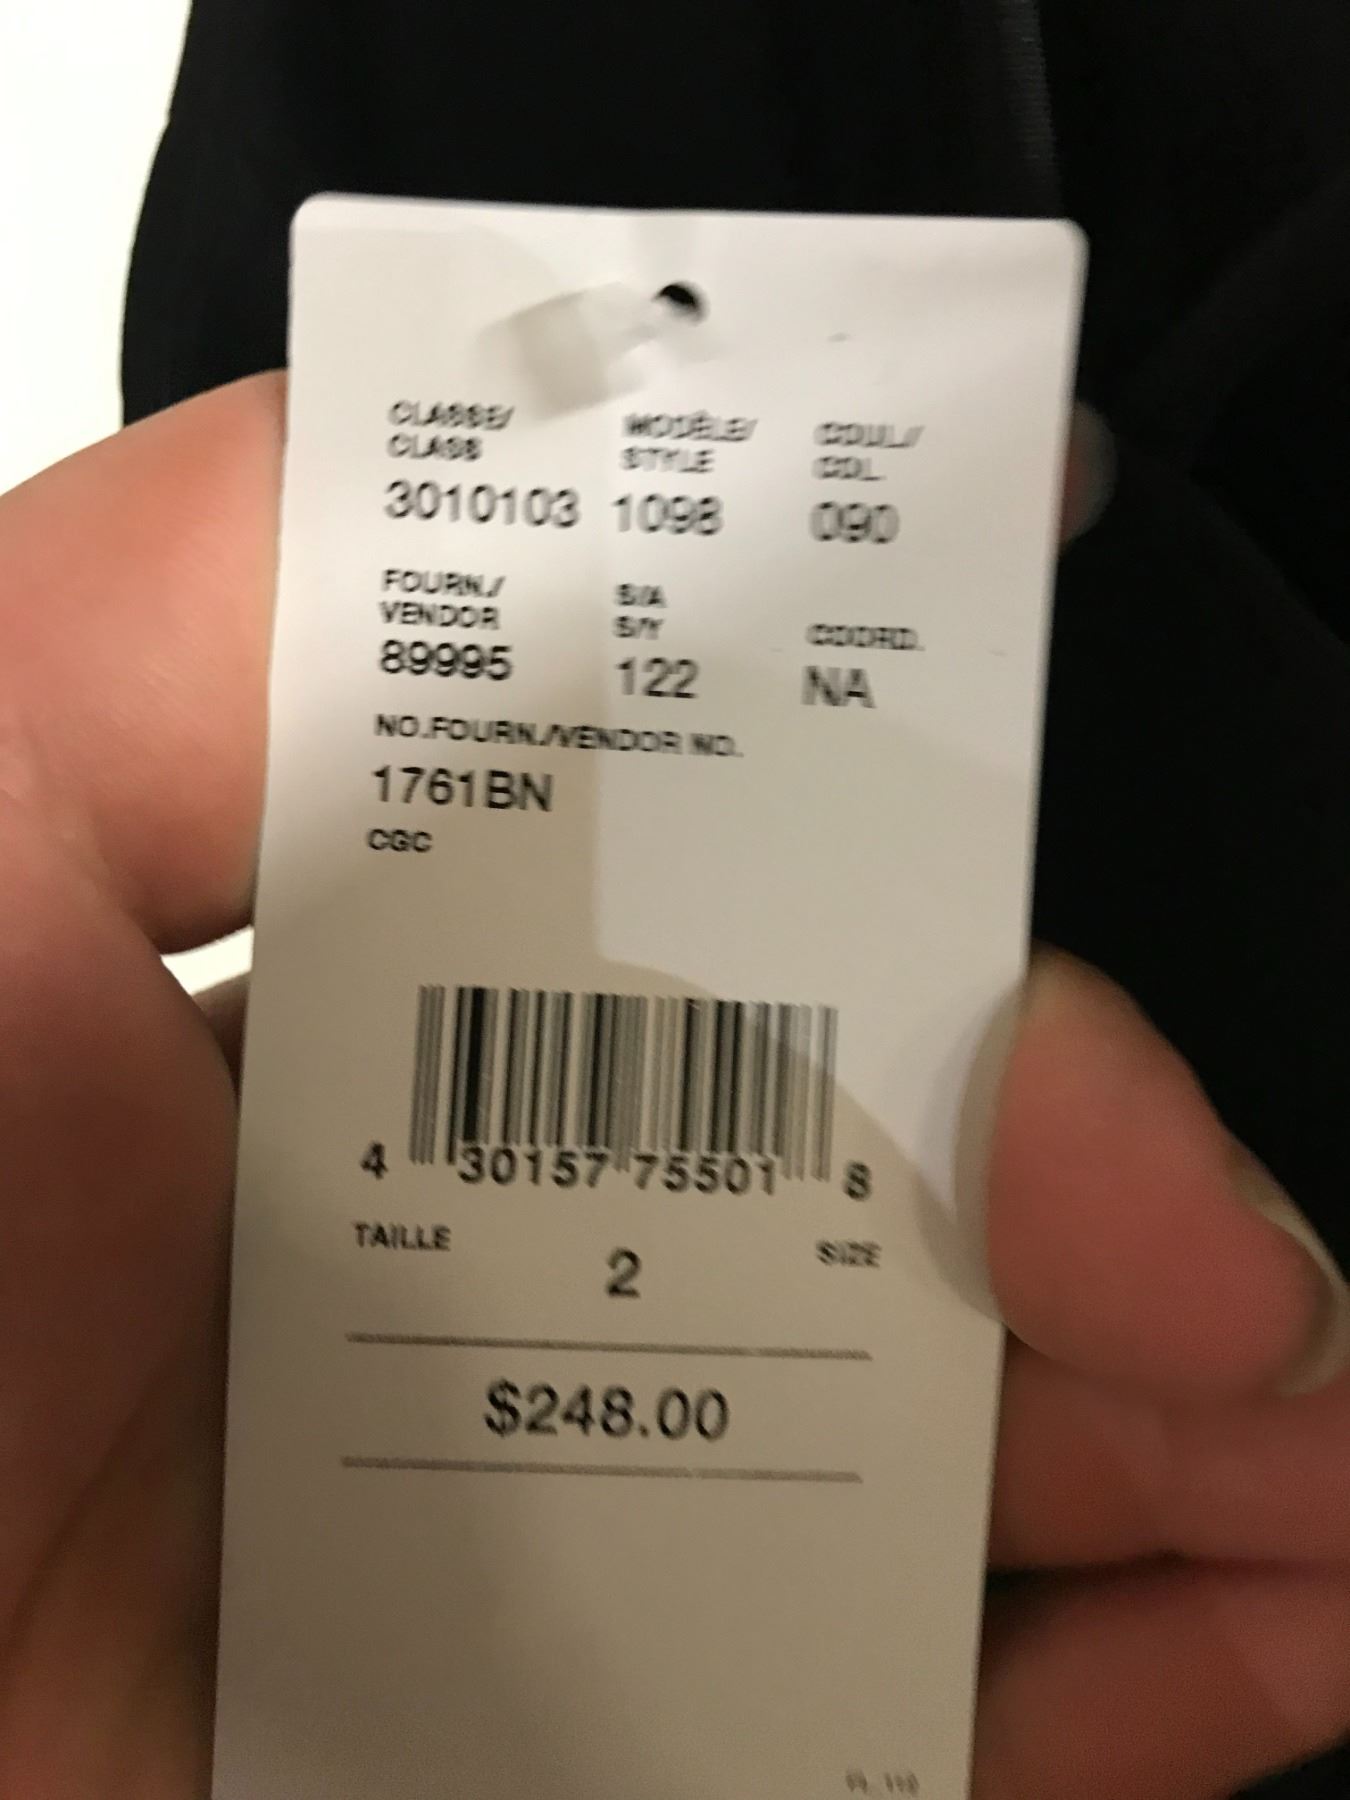 CLASSE/ MODÈLE/ COUL./
CLASS STYLE COL.
3010103 1098 090
FOURN./ S/A
VENDOR S/Y COORD.
89995 122 NA
NO.FOURN./VENDOR NO.
1761BN
CGC
4 30157 75501 8
TAILLE 2 SIZE
$248.00